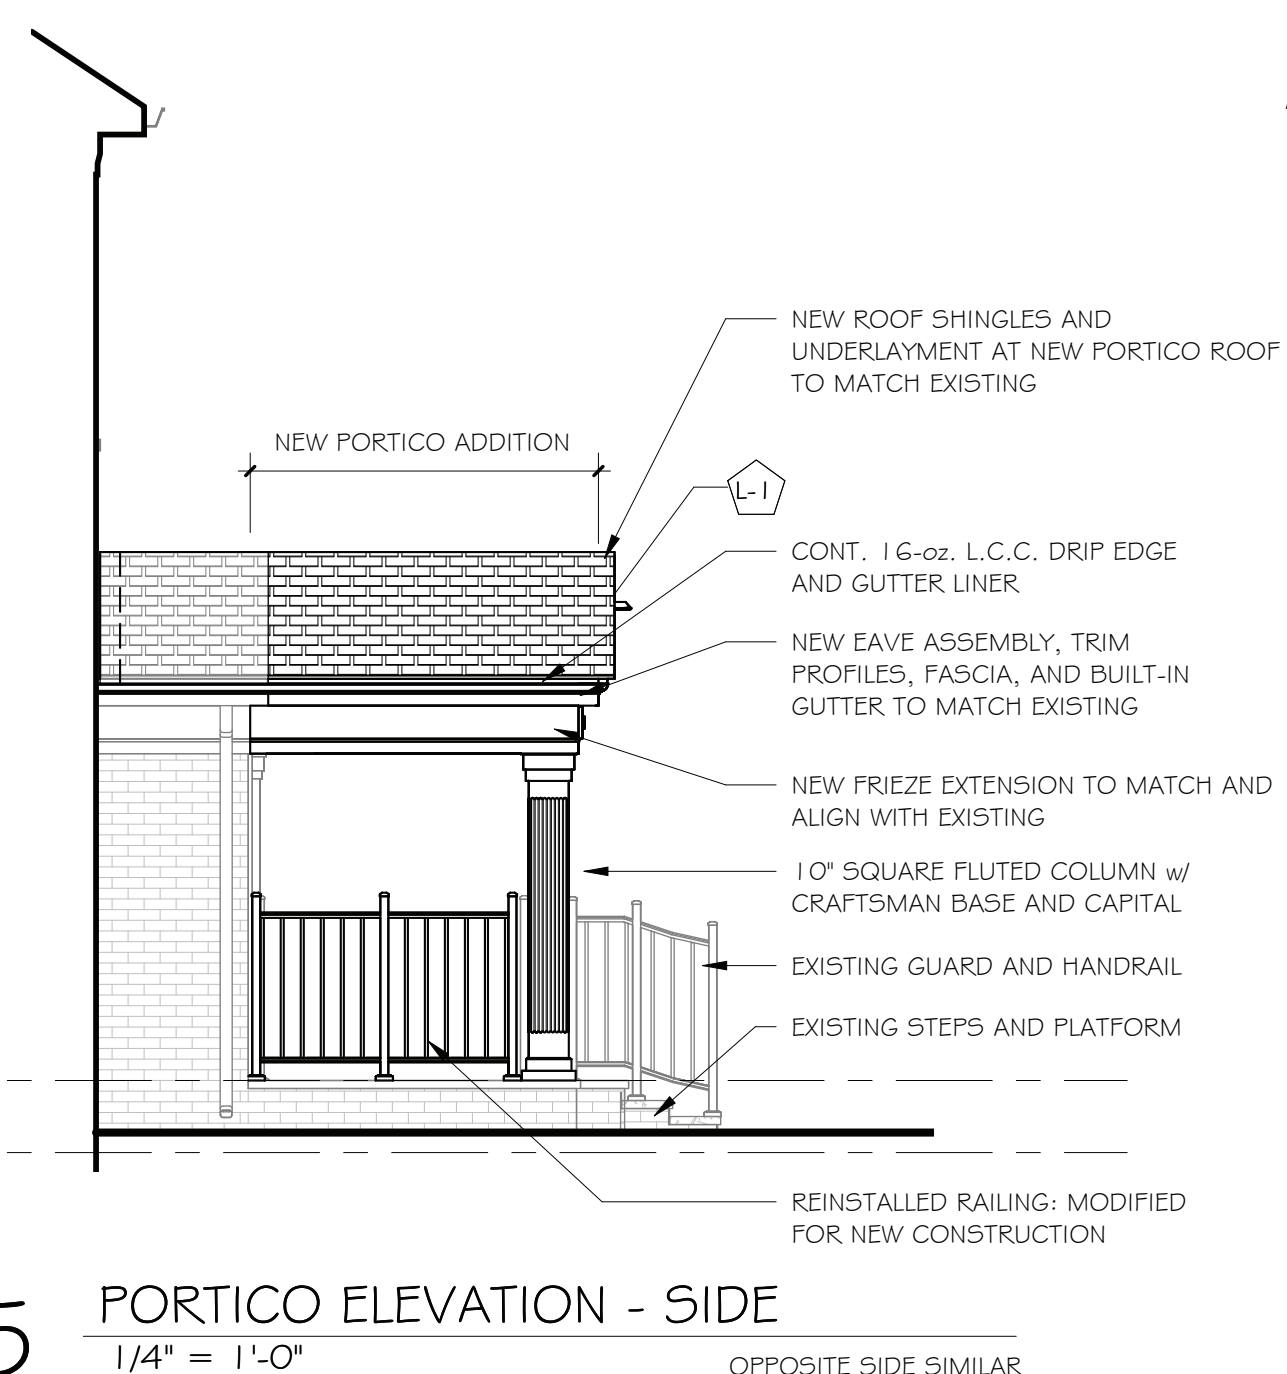 NEW ROOF SHINGLES AND
UNDERLAYMENT AT NEW PORTICO ROOF
TO MATCH EXISTING
NEW PORTICO ADDITION
L-1
CONT. 16-oz. L.C.C. DRIP EDGE
AND GUTTER LINER
NEW EAVE ASSEMBLY, TRIM
PROFILES, FASCIA, AND BUILT-IN
GUTTER TO MATCH EXISTING
NEW FRIEZE EXTENSION TO MATCH AND
ALIGN WITH EXISTING
10" SQUARE FLUTED COLUMN w/
CRAFTSMAN BASE AND CAPITAL
EXISTING GUARD AND HANDRAIL
EXISTING STEPS AND PLATFORM
REINSTALLED RAILING: MODIFIED
FOR NEW CONSTRUCTION
5
PORTICO ELEVATION - SIDE
1/4" = 1'-0"
OPPOSITE SIDE SIMILAR